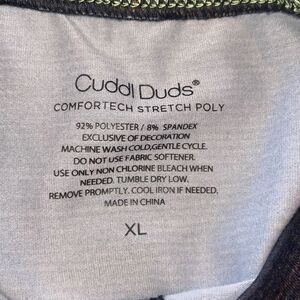 Cuddl Duds®
COMFORTECH STRETCH POLY
92% POLYESTER / 8% SPANDEX
EXCLUSIVE OF DECORATION
MACHINE WASH COLD,GENTLE CYCLE.
DO NOT USE FABRIC SOFTENER.
USE ONLY NON CHLORINE BLEACH WHEN
NEEDED. TUMBLE DRY LOW.
REMOVE PROMPTLY. COOL IRON IF NEEDED.
MADE IN CHINA
XL